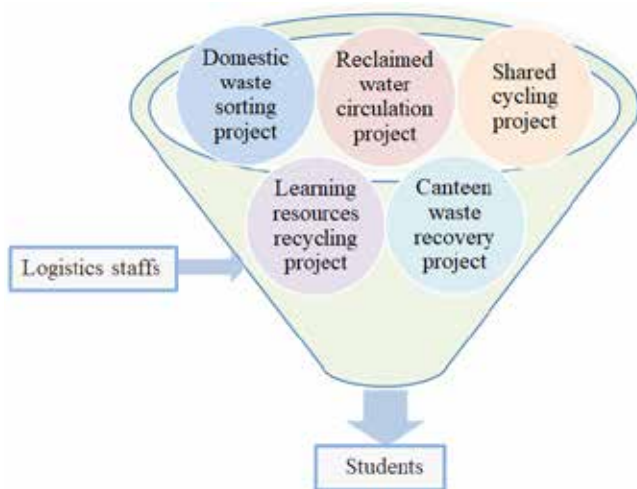 Domestic
waste
sorting
project
Reclaimed
water
circulation
project
Shared
cycling
project
Learning
resources
recycling
project
Canteen
waste
recovery
project
Logistics staffs
Students